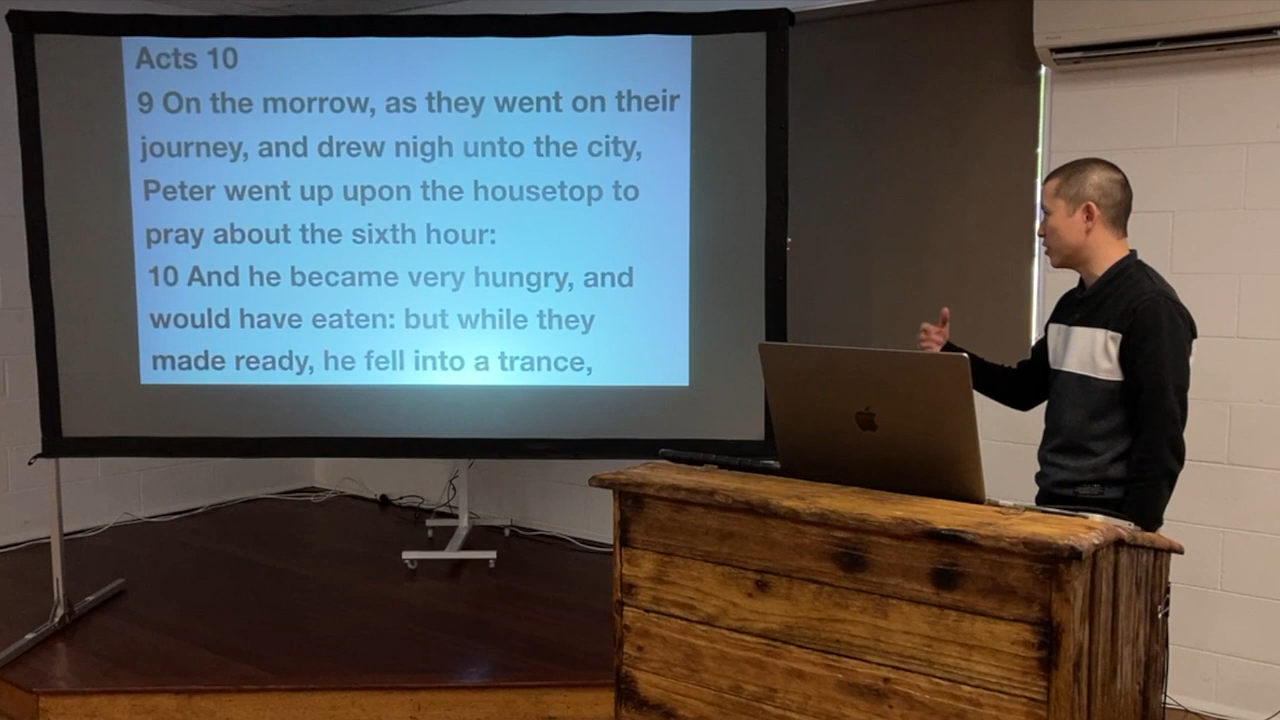 Acts 10
9 On the morrow, as they went on their
journey, and drew nigh unto the city,
Peter went up upon the housetop to
pray about the sixth hour:
10 And he became very hungry, and
would have eaten: but while they
made ready, he fell into a trance,